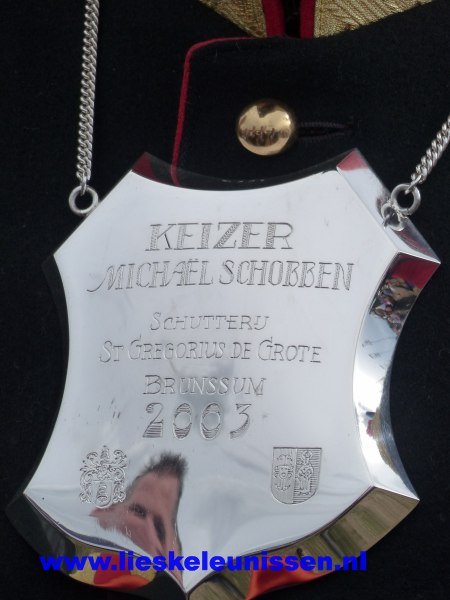 KEIZER
MICHAËL SCHOBBEN
SCHUTTERIJ
ST GREGORIUS DE GROTE
BRUNSSUM
2003
www.lieskeleunissen.nl